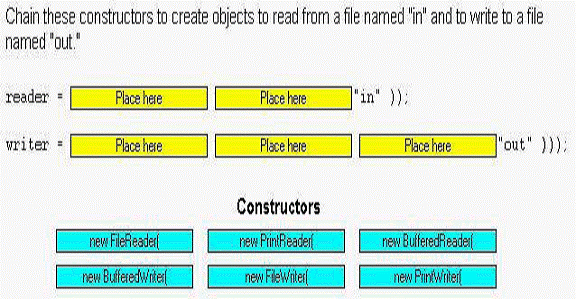 Chain these constructors to create objects to read from a file named "in" and to write to a file
named "out."
reader = Place here Place here "in" ));
writer = Place here Place here Place here "out" )));
Constructors
new FileReader( new PrintReader( new BufferedReader(
new BufferedWriter( new FileWriter( new PrintWriter(